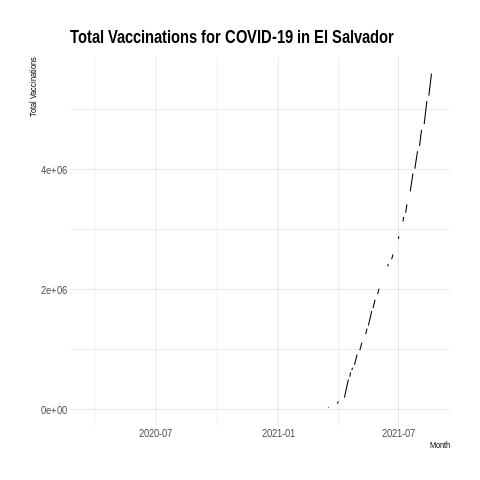 Total Vaccinations for COVID-19 in El Salvador
Total Vaccinations
4e+06
2e+06
0e+00
2020-07 2021-01 2021-07
Month